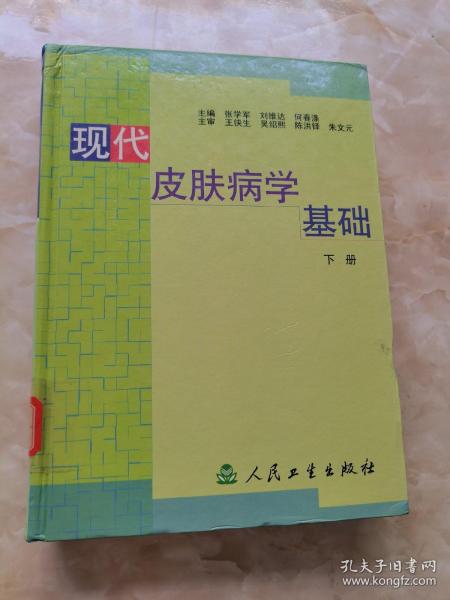 主编 张学军 刘维达 何春涤
主审 王侠生 吴绍熙 陈洪铎 朱文元
现代
皮肤病学
基础
下册
人民卫生出版社
孔夫子旧书网
www.kongfz.com